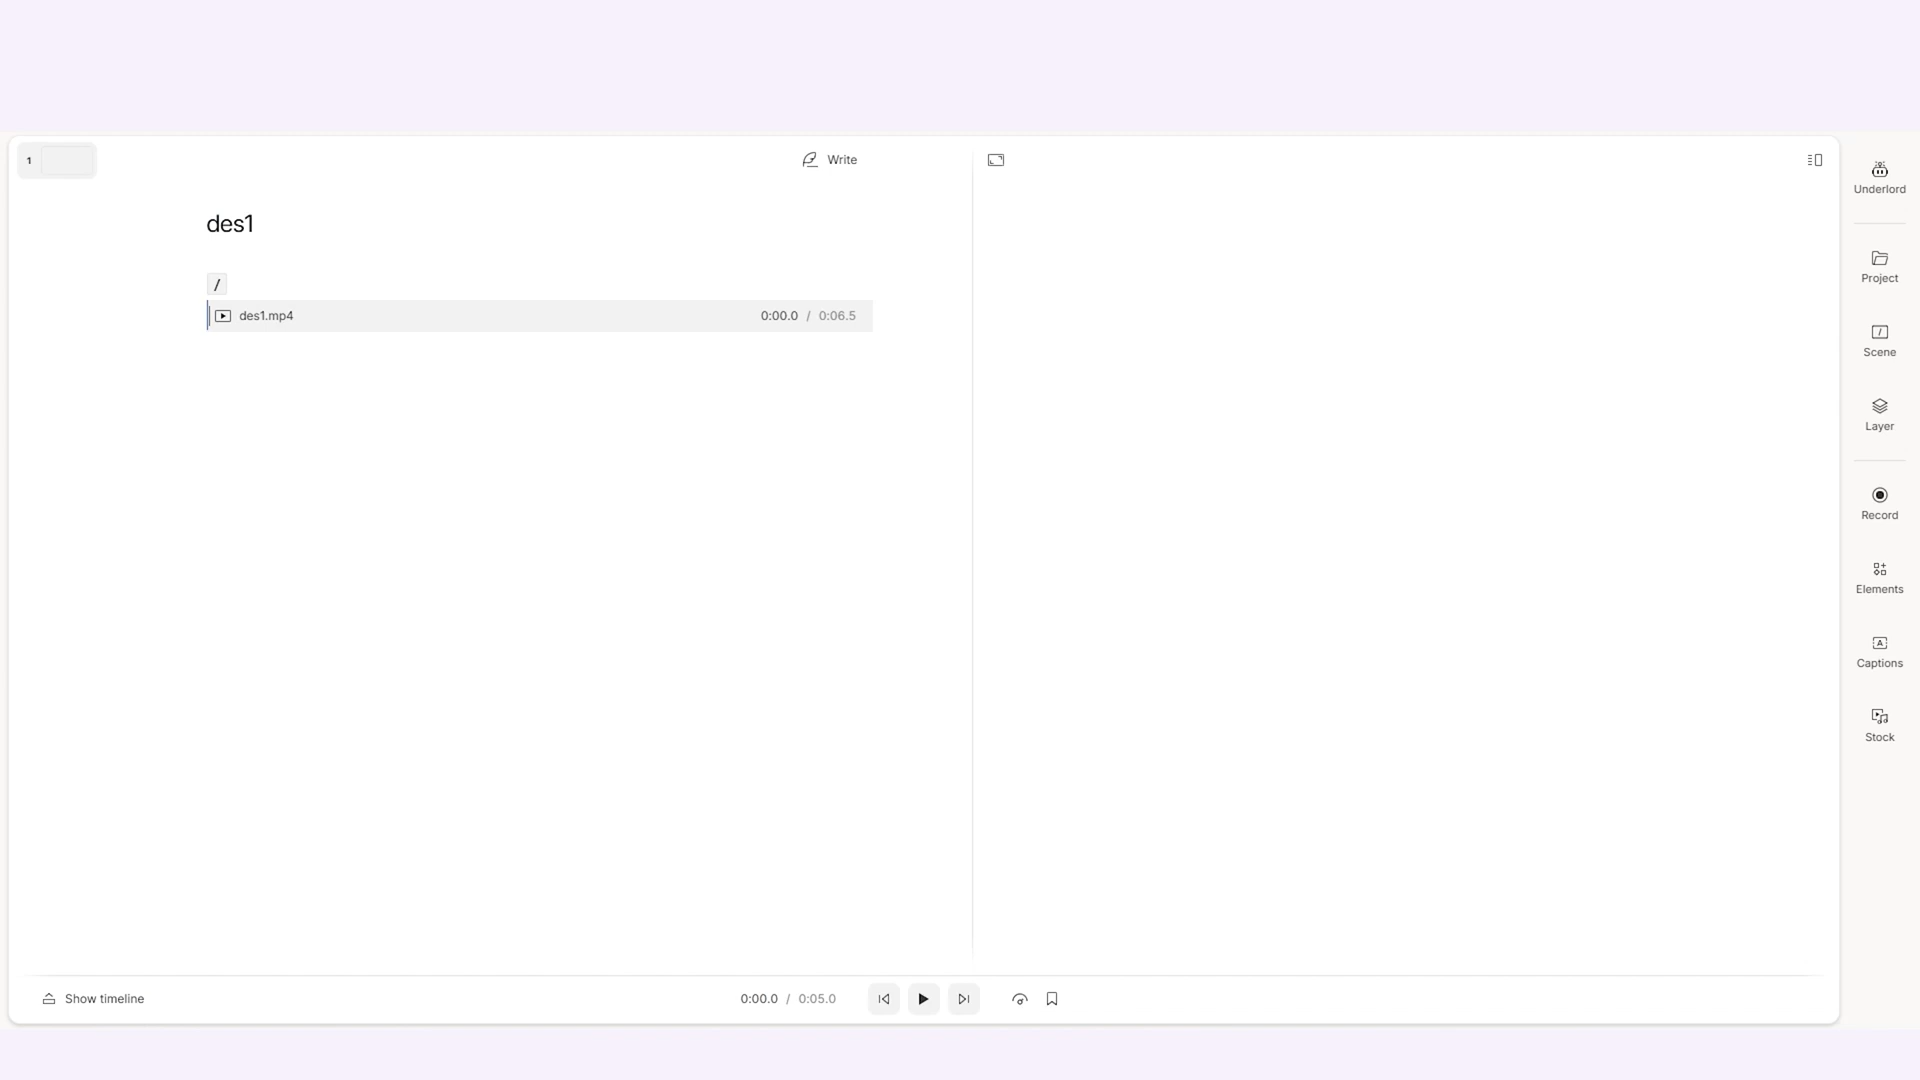 1
Write
des1
/
des1.mp4 0:00.0 / 0:06.5
Underlord
Project
Scene
Layer
Record
Elements
Captions
Stock
Show timeline
0:00.0 / 0:05.0